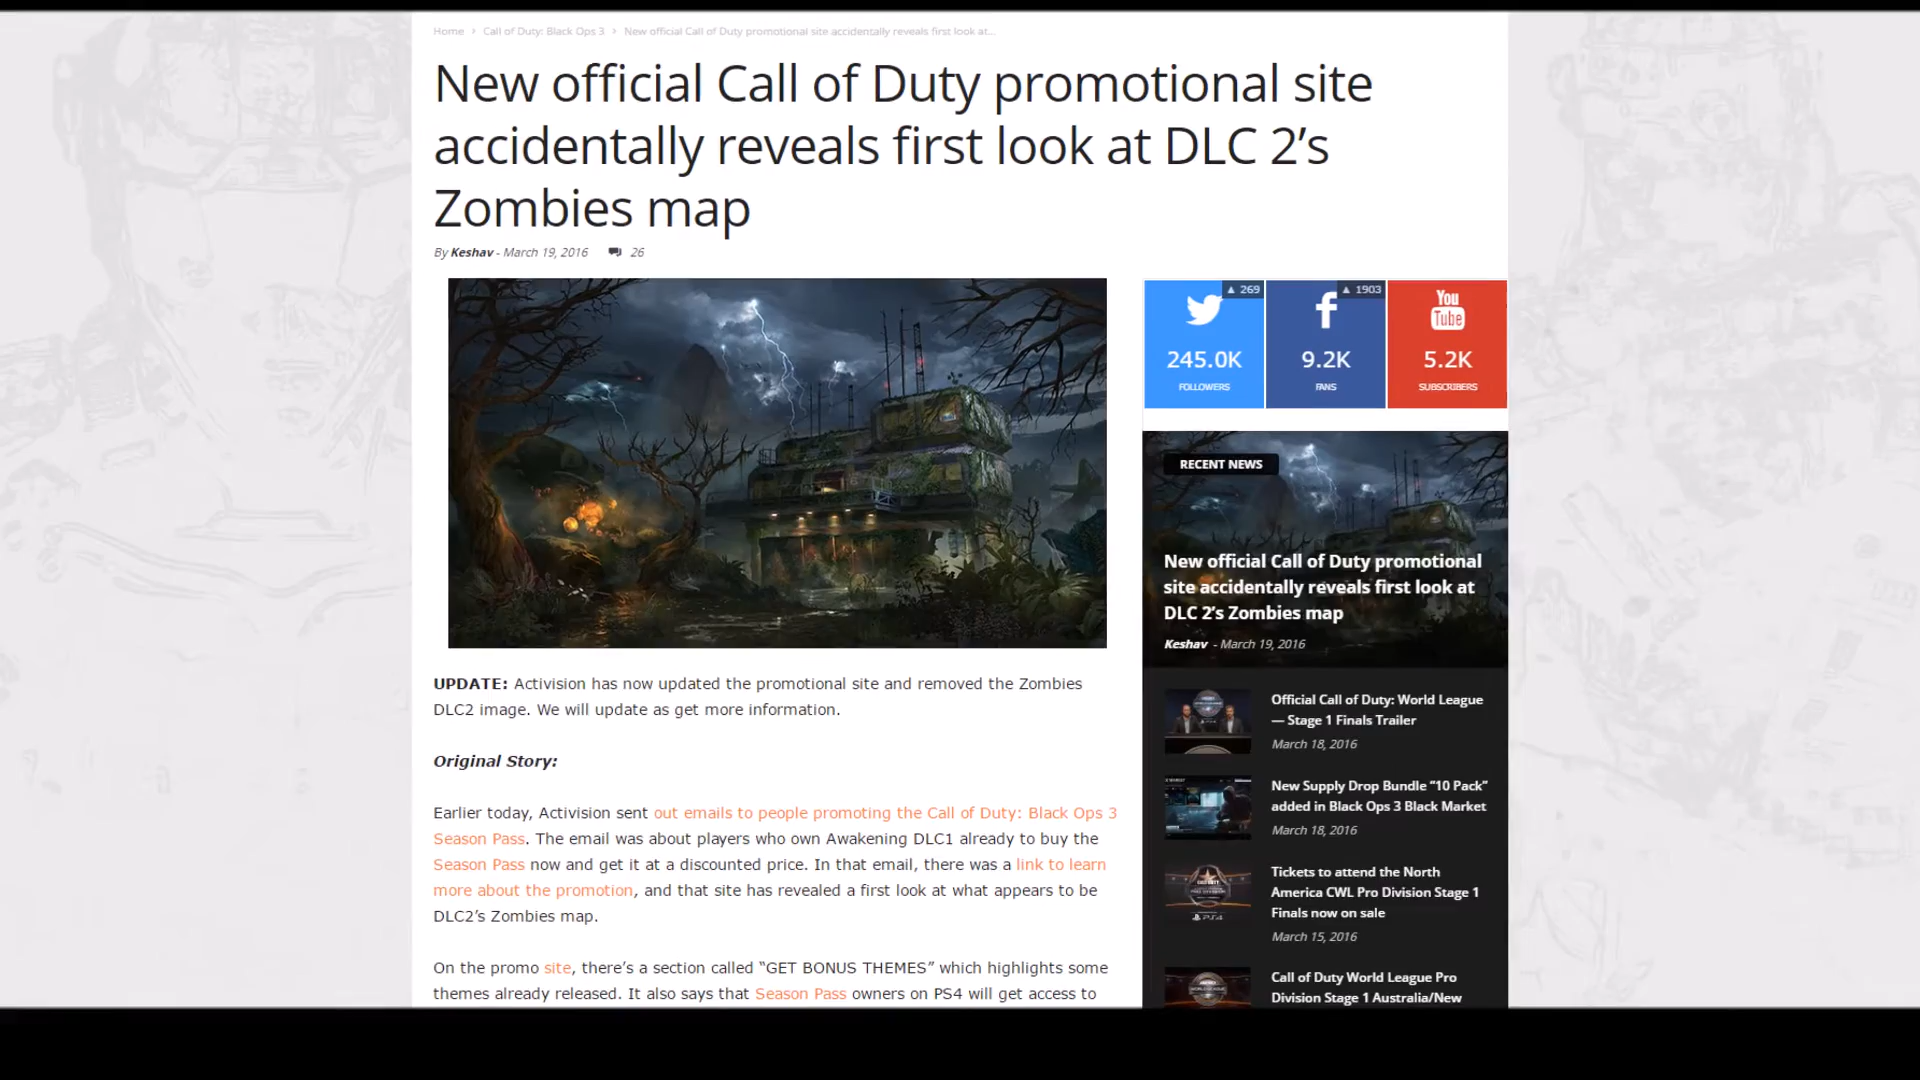 Home › Call of Duty: Black Ops 3 › New official Call of Duty promotional site accidentally reveals first look at...
New official Call of Duty promotional site
accidentally reveals first look at DLC 2’s
Zombies map
By Keshav - March 19, 2016 26
▲ 269
245.0K
FOLLOWERS
▲ 1903
9.2K
FANS
You
Tube
5.2K
SUBSCRIBERS
RECENT NEWS
New official Call of Duty promotional
site accidentally reveals first look at
DLC 2’s Zombies map
Keshav - March 19, 2016
UPDATE: Activision has now updated the promotional site and removed the Zombies
DLC2 image. We will update as get more information.
Original Story:
Earlier today, Activision sent out emails to people promoting the Call of Duty: Black Ops 3
Season Pass. The email was about players who own Awakening DLC1 already to buy the
Season Pass now and get it at a discounted price. In that email, there was a link to learn
more about the promotion, and that site has revealed a first look at what appears to be
DLC2’s Zombies map.
On the promo site, there’s a section called “GET BONUS THEMES” which highlights some
themes already released. It also says that Season Pass owners on PS4 will get access to
Official Call of Duty: World League
— Stage 1 Finals Trailer
March 18, 2016
New Supply Drop Bundle “10 Pack”
added in Black Ops 3 Black Market
March 18, 2016
Tickets to attend the North
America CWL Pro Division Stage 1
Finals now on sale
March 15, 2016
Call of Duty World League Pro
Division Stage 1 Australia/New